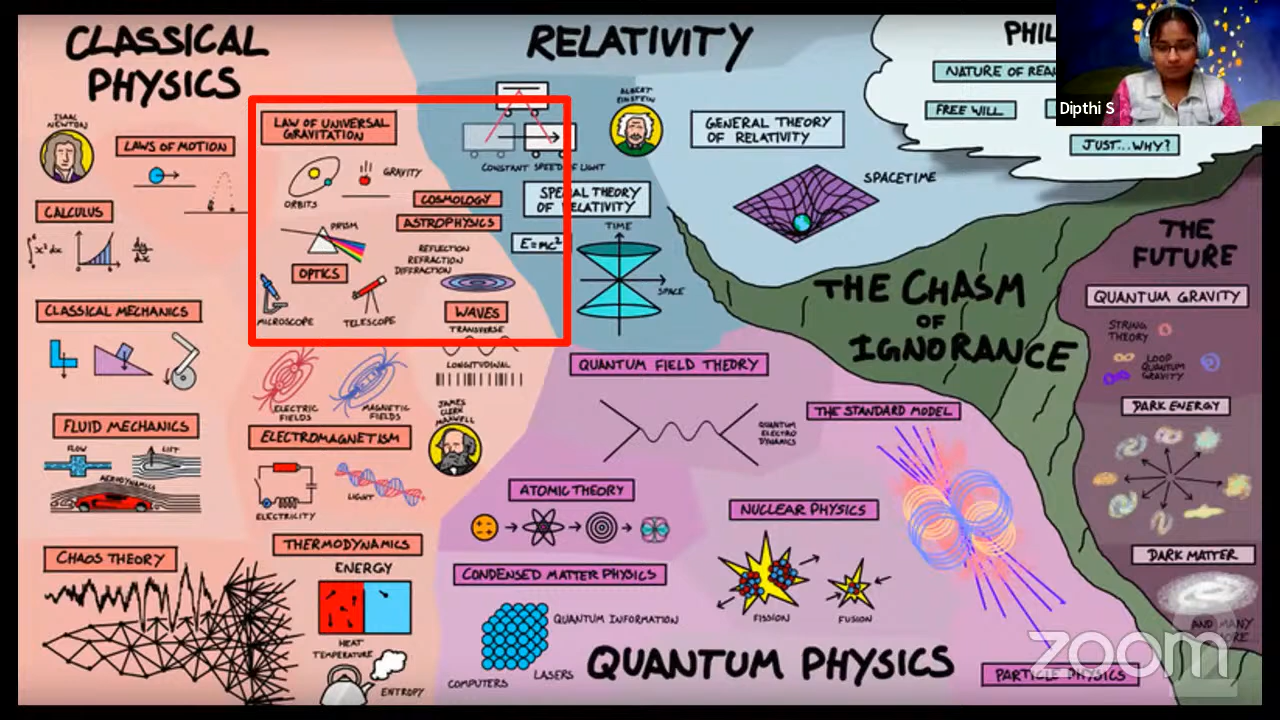 CLASSICAL
PHYSICS
ISAAC
NEWTON
LAWS OF MOTION
CALCULUS
CLASSICAL MECHANICS
FLUID MECHANICS
FLOW
LIFT
AERODYNAMICS
CHAOS THEORY
LAW OF UNIVERSAL
GRAVITATION
ORBITS
GRAVITY
COSMOLOGY
ASTROPHYSICS
PRISM
OPTICS
REFLECTION
REFRACTION
DIFFRACTION
MICROSCOPE
TELESCOPE
WAVES
TRANSVERSE
LONGITUDINAL
ELECTRIC
FIELDS
MAGNETIC
FIELDS
JAMES
CLERK
MAXWELL
ELECTROMAGNETISM
ELECTRICITY
LIGHT
THERMODYNAMICS
ENERGY
HEAT
TEMPERATURE
ENTROPY
RELATIVITY
CONSTANT SPEED OF LIGHT
ALBERT
EINSTEIN
SPECIAL THEORY
OF RELATIVITY
E=mc²
TIME
SPACE
GENERAL THEORY
OF RELATIVITY
SPACETIME
PHIL
NATURE OF REAL
FREE WILL
JUST...WHY?
Dipthi S
THE CHASM
OF
IGNORANCE
QUANTUM FIELD THEORY
QUANTUM
ELECTRO
DYNAMICS
THE STANDARD MODEL
ATOMIC THEORY
NUCLEAR PHYSICS
FISSION
FUSION
CONDENSED MATTER PHYSICS
QUANTUM INFORMATION
LASERS
COMPUTERS
QUANTUM PHYSICS
PARTICLE PHYSICS
THE
FUTURE
QUANTUM GRAVITY
STRING
THEORY
LOOP
QUANTUM
GRAVITY
DARK ENERGY
DARK MATTER
AND MANY
MORE
zoom